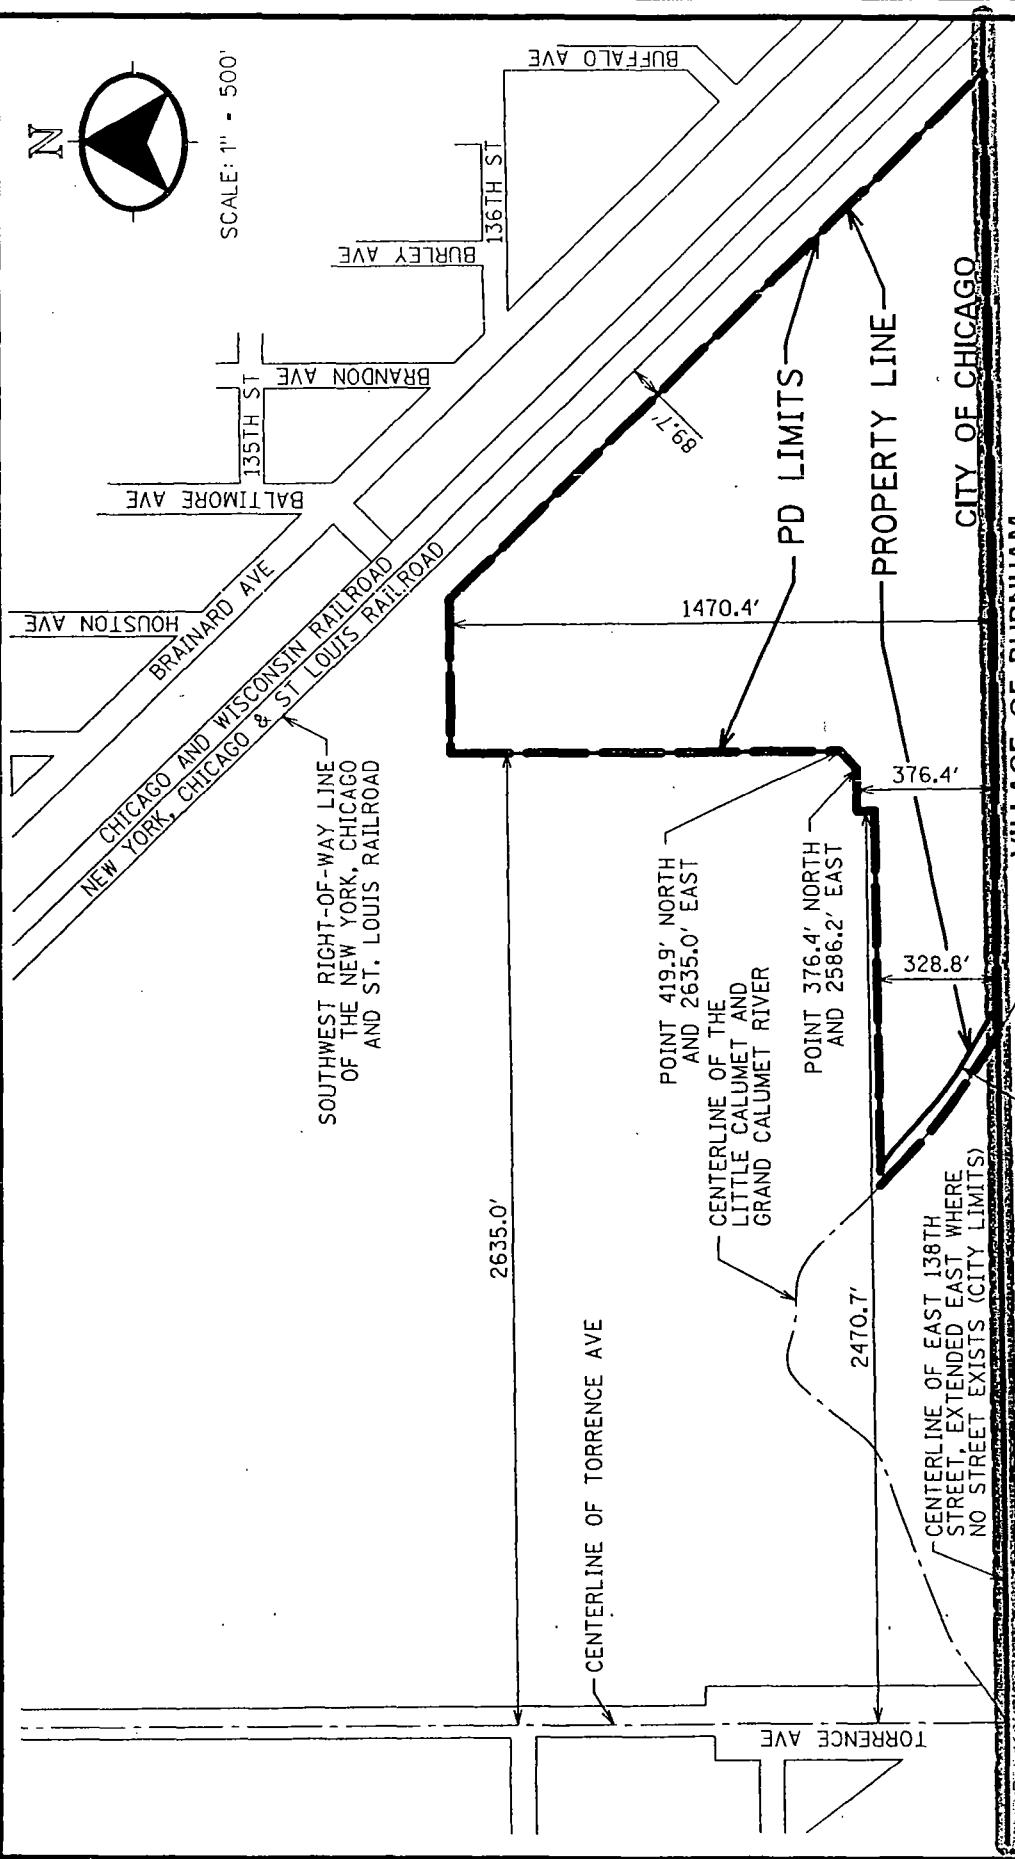 N
SCALE: 1" - 500'
BUFFALO AVE
136TH ST
BURLEY AVE
BRANDON AVE
135TH ST
BALTIMORE AVE
HOUSTON AVE
BRAINARD AVE
CHICAGO AND WISCONSIN RAILROAD
NEW YORK, CHICAGO & ST LOUIS RAILROAD
SOUTHWEST RIGHT-OF-WAY LINE
OF THE NEW YORK, CHICAGO
AND ST. LOUIS RAILROAD
89.7'
PD LIMITS
PROPERTY LINE
CITY OF CHICAGO
VILLAGE OF BURNHAM
1470.4'
376.4'
328.8'
POINT 419.9' NORTH
AND 2635.0' EAST
POINT 376.4' NORTH
AND 2586.2' EAST
CENTERLINE OF THE
LITTLE CALUMET AND
GRAND CALUMET RIVER
2635.0'
2470.7'
CENTERLINE OF TORRENCE AVE
CENTERLINE OF EAST 138TH
STREET, EXTENDED EAST WHERE
NO STREET EXISTS (CITY LIMITS)
TORRENCE AVE